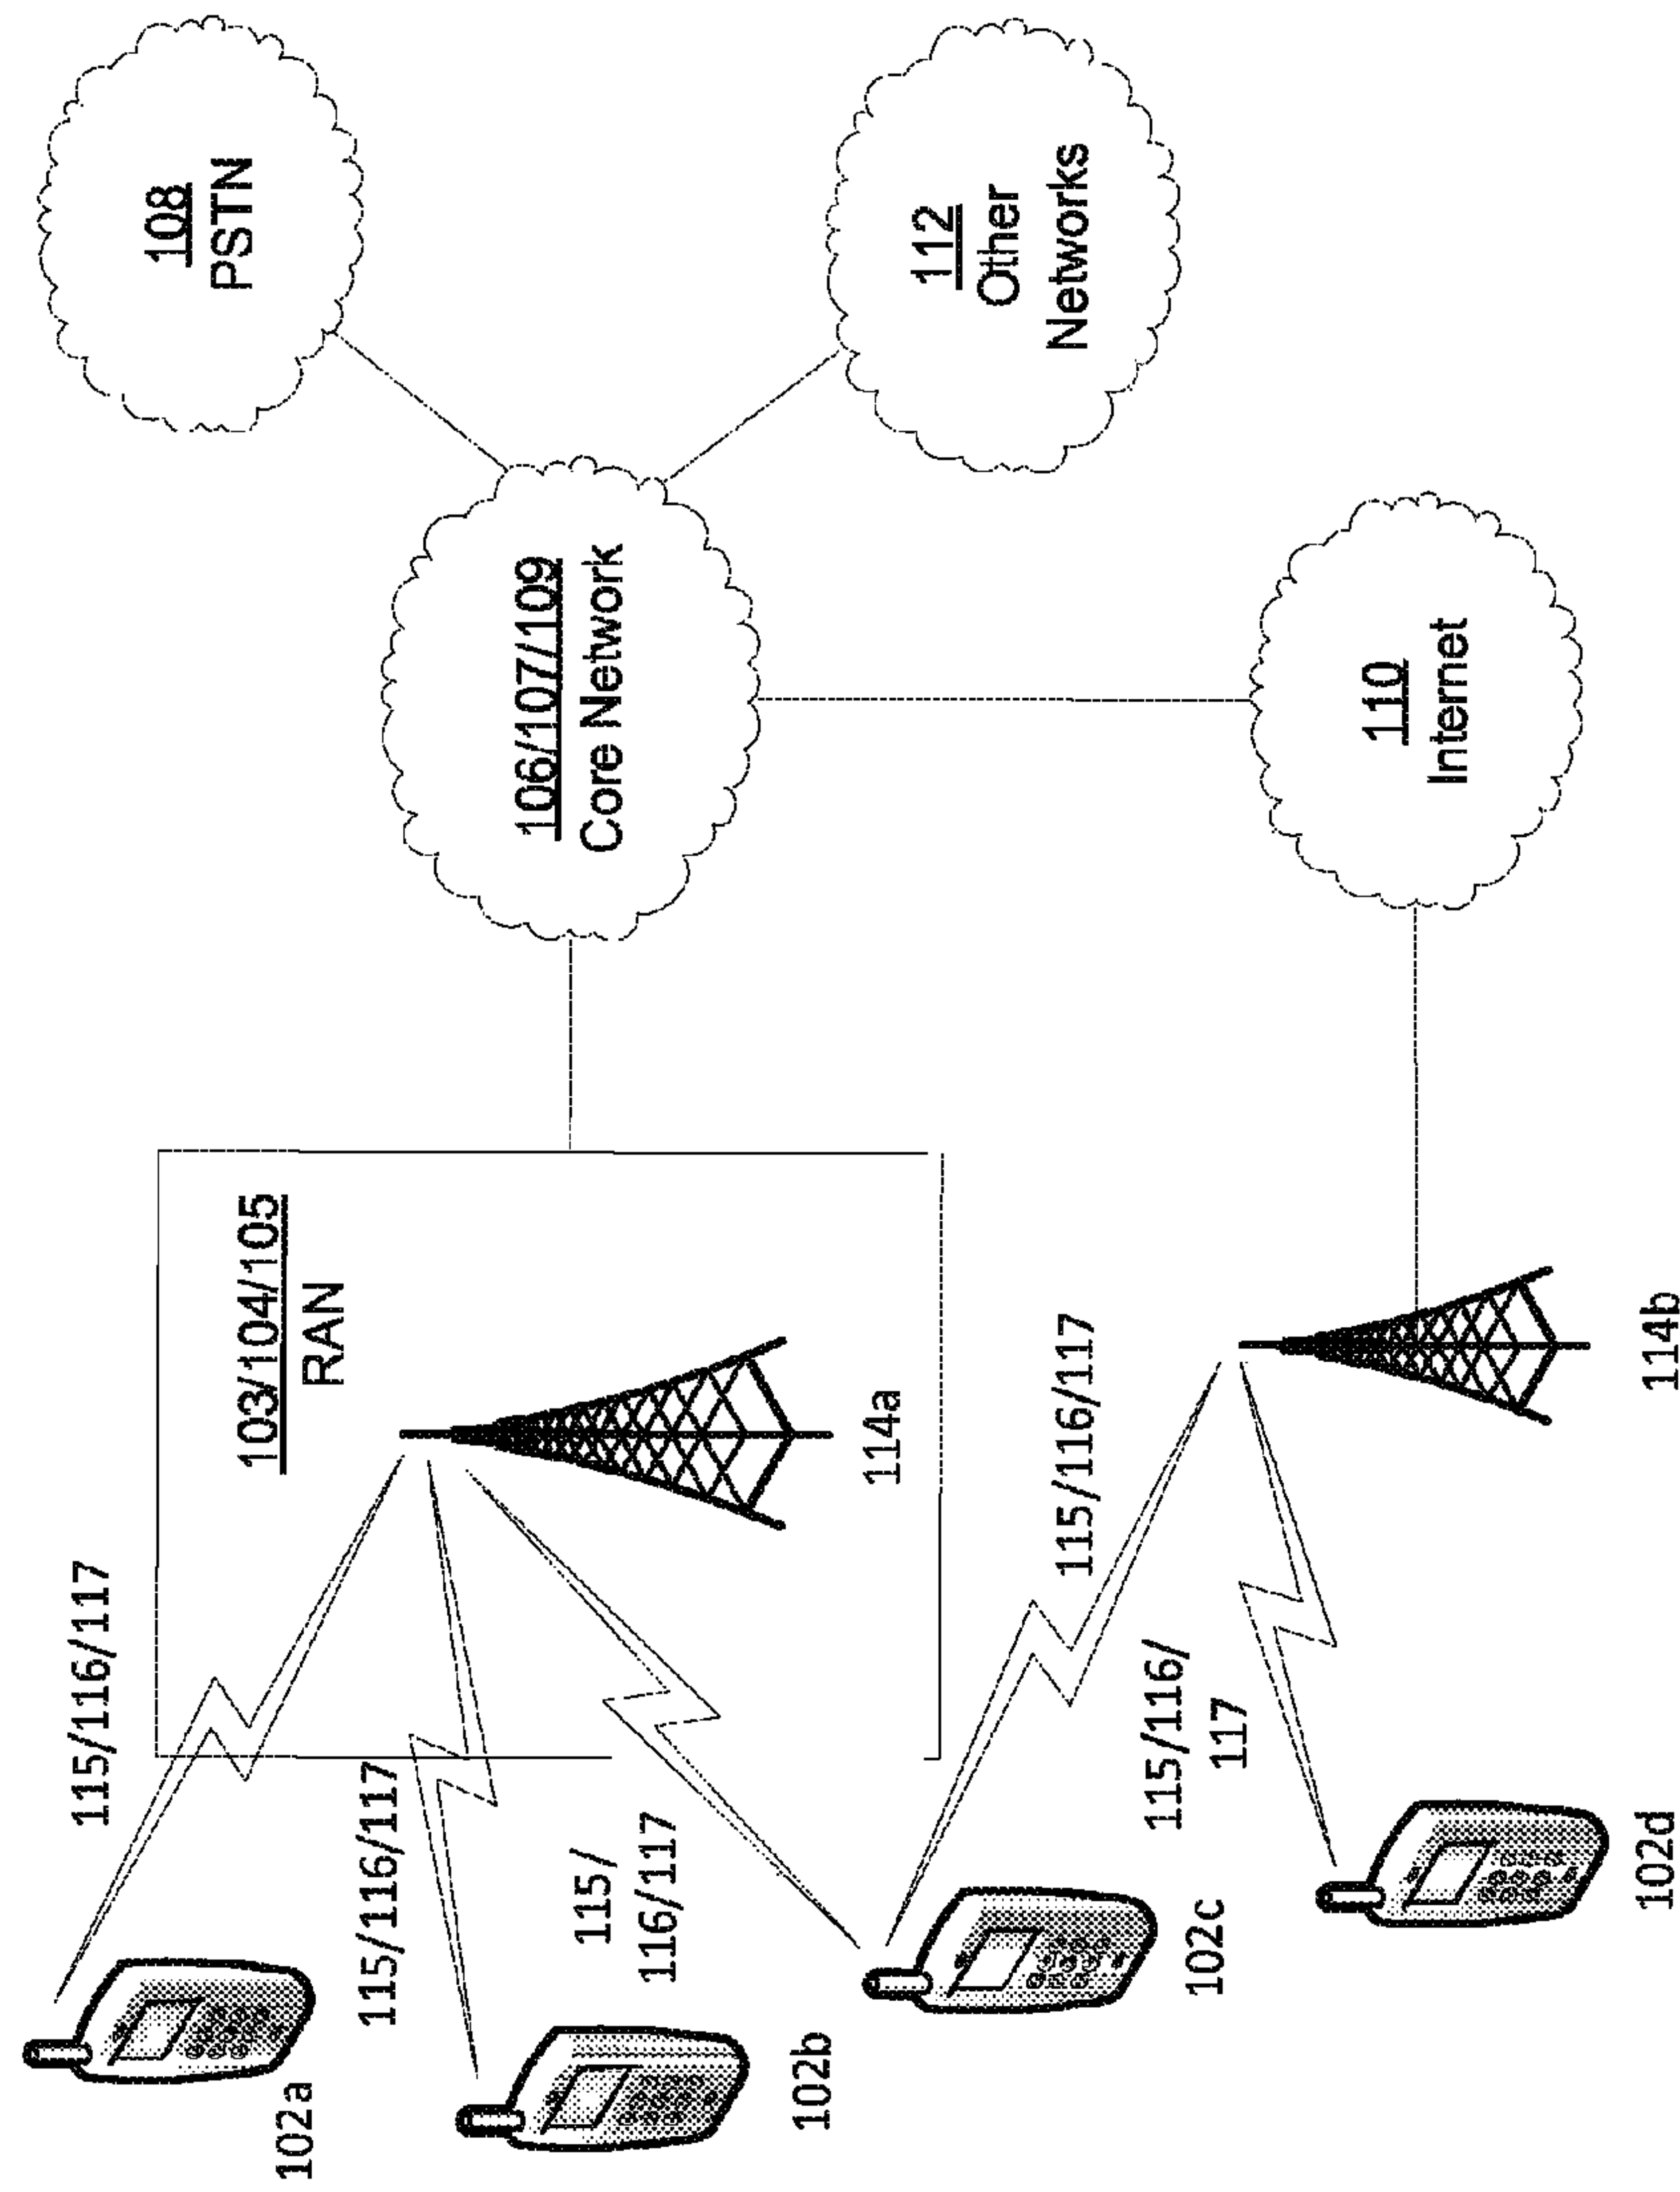 102a
115/116/117
103/104/105
RAN
108
PSTN
102b
115/116/117
115/
116/117
114a
106/107/109
Core Network
112
Other
Networks
102c
115/116/117
115/116/
117
102d
114b
110
Internet